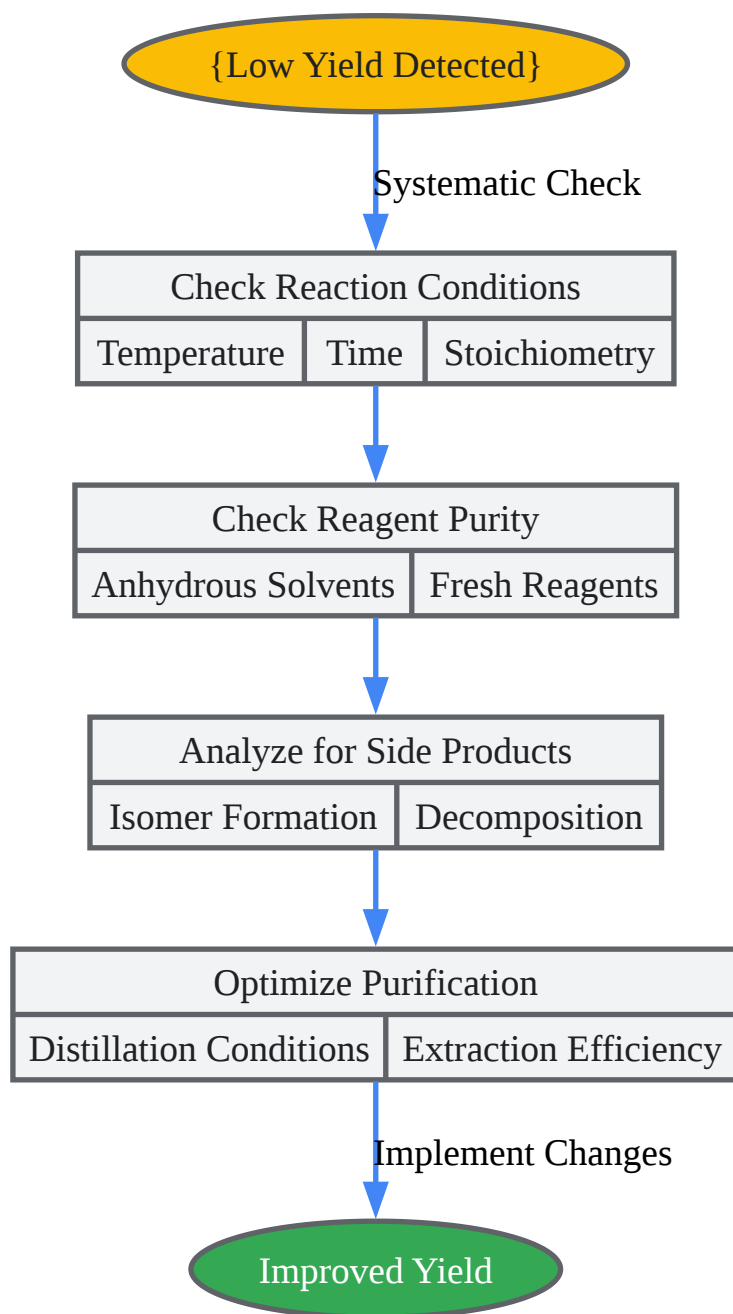 {Low Yield Detected}
Systematic Check
Check Reaction Conditions
Temperature Time Stoichiometry
Check Reagent Purity
Anhydrous Solvents Fresh Reagents
Analyze for Side Products
Isomer Formation Decomposition
Optimize Purification
Distillation Conditions Extraction Efficiency
Implement Changes
Improved Yield